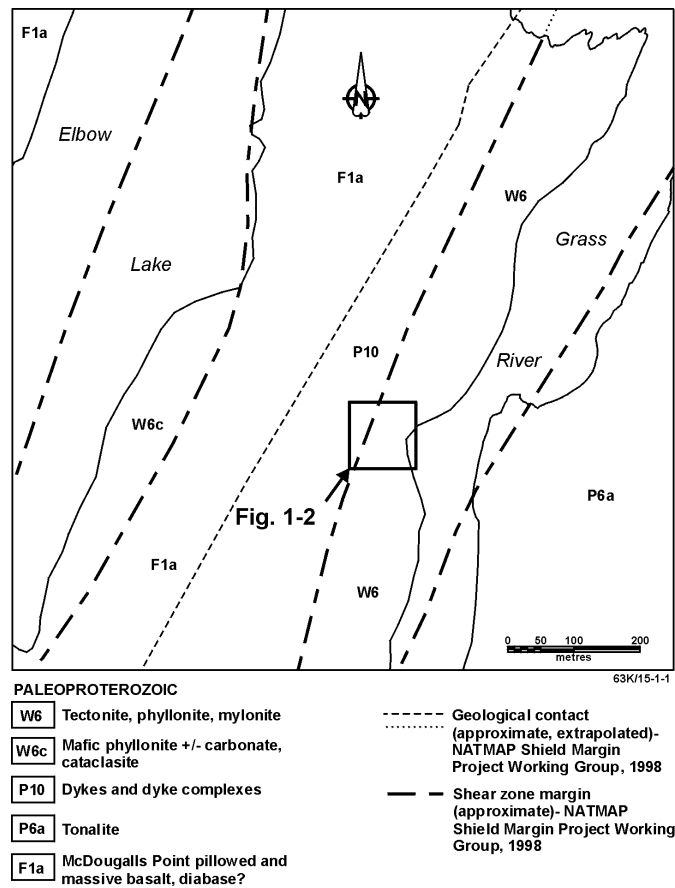 F1a
Elbow
N
F1a
W6
Grass
Lake
P10
River
W6c
Fig. 1-2
P6a
F1a
W6
0 50 100 200
metres
63K/15-1-1
PALEOPROTEROZOIC
W6 Tectonite, phyllonite, mylonite
W6c Mafic phyllonite +/- carbonate,
cataclasite
P10 Dykes and dyke complexes
P6a Tonalite
F1a McDougalls Point pillowed and
massive basalt, diabase?
Geological contact
(approximate, extrapolated)-
NATMAP Shield Margin
Project Working Group, 1998
Shear zone margin
(approximate)- NATMAP
Shield Margin Project Working
Group, 1998